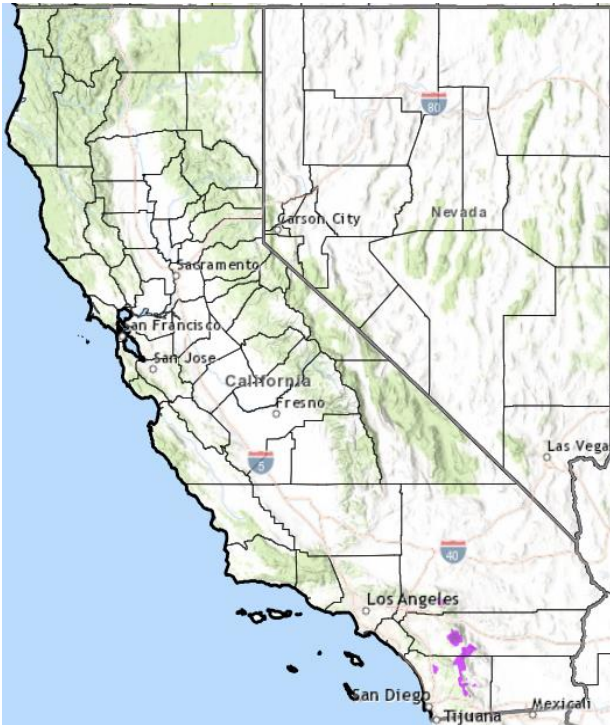 80
Carson City
Nevada
Sacramento
San Francisco
San Jose
California
Fresno
Las Vega
5
40
Los Angeles
San Diego
Mexicali
Tijuana